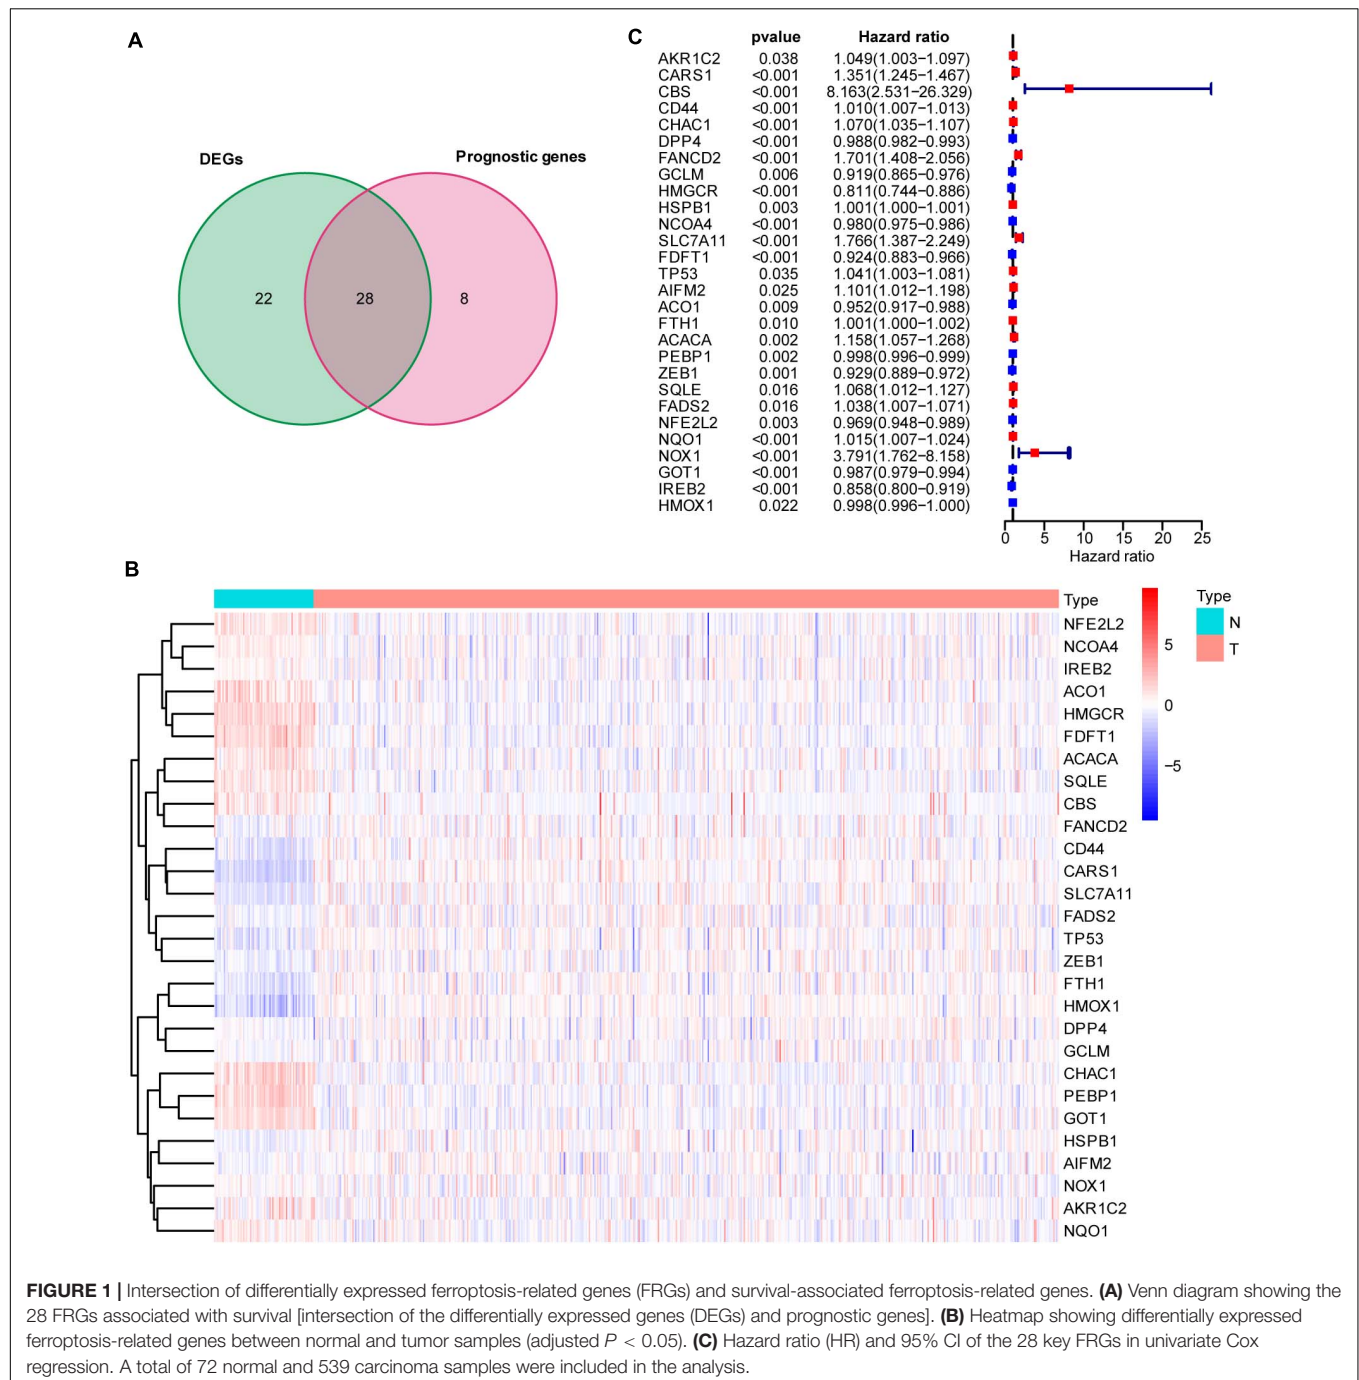 A
DEGs
Prognostic genes
22
28
8
C
pvalue Hazard ratio
AKR1C2 0.038 1.049(1.003−1.097)
CARS1 <0.001 1.351(1.245−1.467)
CBS <0.001 8.163(2.531−26.329)
CD44 <0.001 1.010(1.007−1.013)
CHAC1 <0.001 1.070(1.035−1.107)
DPP4 <0.001 0.988(0.982−0.993)
FANCD2 <0.001 1.701(1.408−2.056)
GCLM 0.006 0.919(0.865−0.976)
HMGCR <0.001 0.811(0.744−0.886)
HSPB1 0.003 1.001(1.000−1.001)
NCOA4 <0.001 0.980(0.975−0.986)
SLC7A11 <0.001 1.766(1.387−2.249)
FDFT1 <0.001 0.924(0.883−0.966)
TP53 0.035 1.041(1.003−1.081)
AIFM2 0.025 1.101(1.012−1.198)
ACO1 0.009 0.952(0.917−0.988)
FTH1 0.010 1.001(1.000−1.002)
ACACA 0.002 1.158(1.057−1.268)
PEBP1 0.002 0.998(0.996−0.999)
ZEB1 0.001 0.929(0.889−0.972)
SQLE 0.016 1.068(1.012−1.127)
FADS2 0.016 1.038(1.007−1.071)
NFE2L2 0.003 0.969(0.948−0.989)
NQO1 <0.001 1.015(1.007−1.024)
NOX1 <0.001 3.791(1.762−8.158)
GOT1 <0.001 0.987(0.979−0.994)
IREB2 <0.001 0.858(0.800−0.919)
HMOX1 0.022 0.998(0.996−1.000)
0 5 10 15 20 25
Hazard ratio
B
Type
NFE2L2
NCOA4
IREB2
ACO1
HMGCR
FDFT1
ACACA
SQLE
CBS
FANCD2
CD44
CARS1
SLC7A11
FADS2
TP53
ZEB1
FTH1
HMOX1
DPP4
GCLM
CHAC1
PEBP1
GOT1
HSPB1
AIFM2
NOX1
AKR1C2
NQO1
5
0
−5
Type
N
T
FIGURE 1 | Intersection of differentially expressed ferroptosis-related genes (FRGs) and survival-associated ferroptosis-related genes. (A) Venn diagram showing the
28 FRGs associated with survival [intersection of the differentially expressed genes (DEGs) and prognostic genes]. (B) Heatmap showing differentially expressed
ferroptosis-related genes between normal and tumor samples (adjusted P < 0.05). (C) Hazard ratio (HR) and 95% CI of the 28 key FRGs in univariate Cox
regression. A total of 72 normal and 539 carcinoma samples were included in the analysis.